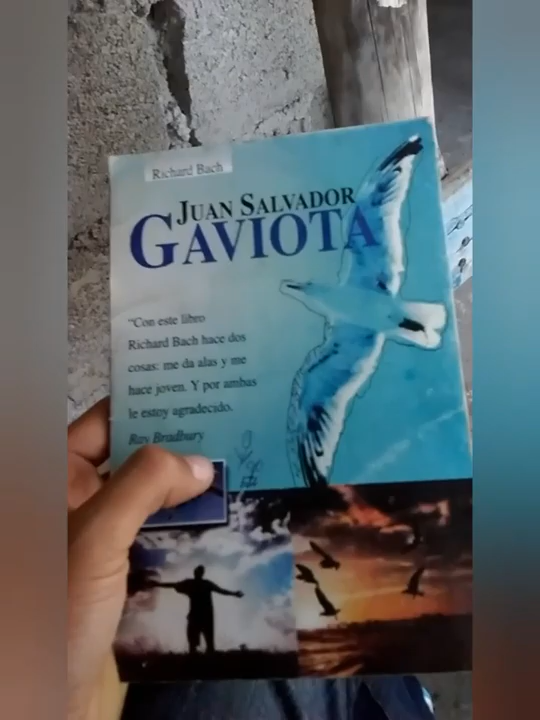 Richard Bach
JUAN SALVADOR
GAVIOTA
"Con este libro
Richard Bach hace dos
cosas: me da alas y me
hace joven. Y por ambas
le estoy agradecido.
Ray Bradbury